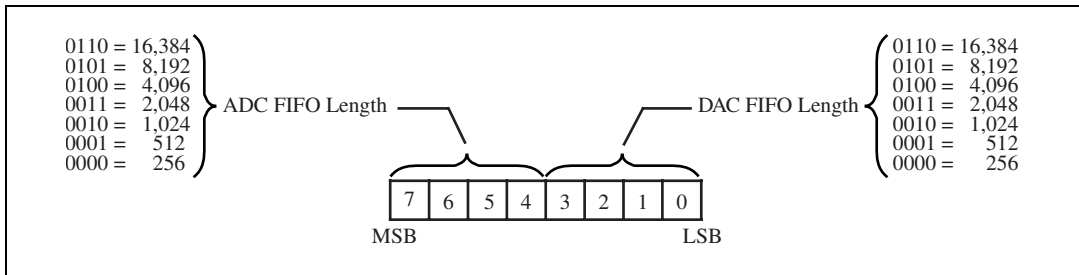 0110 = 16,384
0101 = 8,192
0100 = 4,096
0011 = 2,048
0010 = 1,024
0001 = 512
0000 = 256
ADC FIFO Length
DAC FIFO Length
0110 = 16,384
0101 = 8,192
0100 = 4,096
0011 = 2,048
0010 = 1,024
0001 = 512
0000 = 256
7 6 5 4 3 2 1 0
MSB LSB